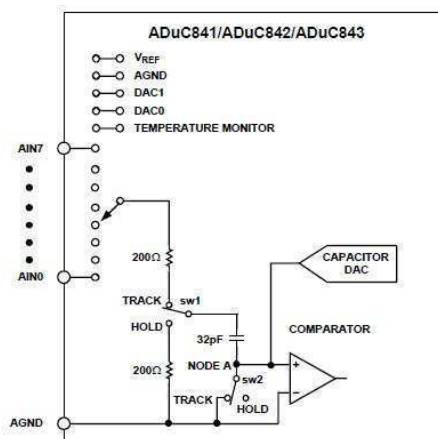 ADuC841/ADuC842/ADuC843
VREF
AGND
DAC1
DAC0
TEMPERATURE MONITOR
AIN7
AIN0
200Ω
CAPACITOR
DAC
TRACK
sw1
HOLD
32pF
COMPARATOR
200Ω
NODE A
+
sw2
−
TRACK
HOLD
AGND